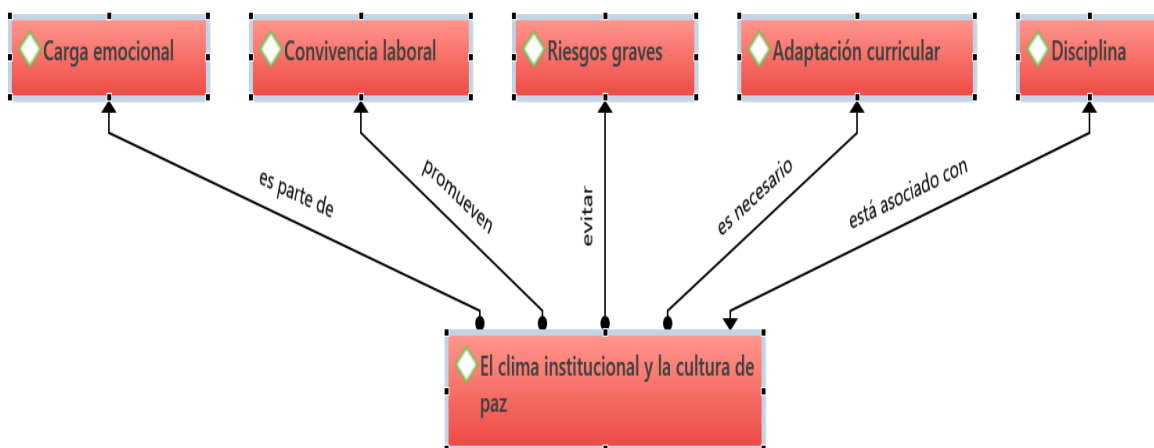 Carga emocional
Convivencia laboral
Riesgos graves
Adaptación curricular
Disciplina
es parte de
promueven
evitar
es necesario
está asociado con
El clima institucional y la cultura de
paz